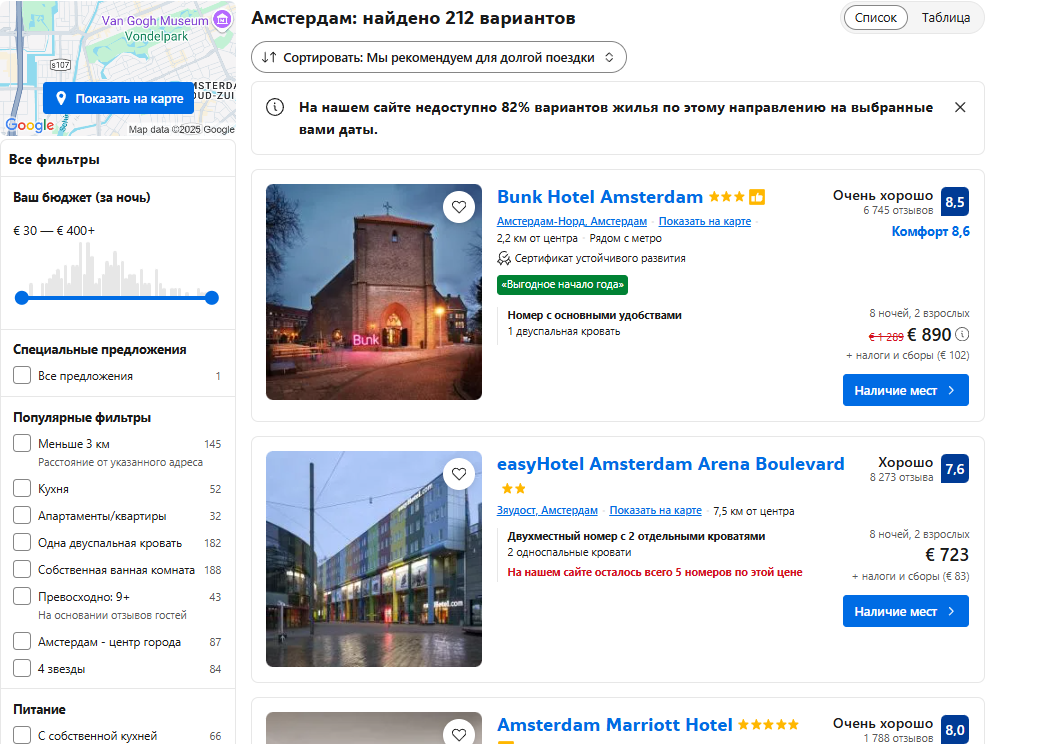 Van Gogh Museum
Vondelpark
s107
Показать на карте
Google
Map data ©2025 Google
Все фильтры
Ваш бюджет (за ночь)
€ 30 — € 400+
Специальные предложения
Все предложения 1
Популярные фильтры
Меньше 3 км 145
Расстояние от указанного адреса
Кухня 52
Апартаменты/квартиры 32
Одна двуспальная кровать 182
Собственная ванная комната 188
Превосходно: 9+ 43
На основании отзывов гостей
Амстердам - центр города 87
4 звезды 84
Питание
С собственной кухней 66
Амстердам: найдено 212 вариантов
Список
Таблица
Сортировать: Мы рекомендуем для долгой поездки
На нашем сайте недоступно 82% вариантов жилья по этому направлению на выбранные
вами даты.
Bunk
Bunk Hotel Amsterdam
Амстердам-Норд, Амстердам · Показать на карте ·
2,2 км от центра · Рядом с метро
Сертификат устойчивого развития
«Выгодное начало года»
Номер с основными удобствами
1 двуспальная кровать
Очень хорошо 8,5
6 745 отзывов
Комфорт 8,6
8 ночей, 2 взрослых
€ 1 289 € 890
+ налоги и сборы (€ 102)
Наличие мест
easyHotel Amsterdam Arena Boulevard
Зяудост, Амстердам · Показать на карте · 7,5 км от центра
Двухместный номер с 2 отдельными кроватями
2 односпальные кровати
На нашем сайте осталось всего 5 номеров по этой цене
Хорошо 7,6
8 273 отзыва
8 ночей, 2 взрослых
€ 723
+ налоги и сборы (€ 83)
Наличие мест
Amsterdam Marriott Hotel
Очень хорошо 8,0
1 788 отзывов